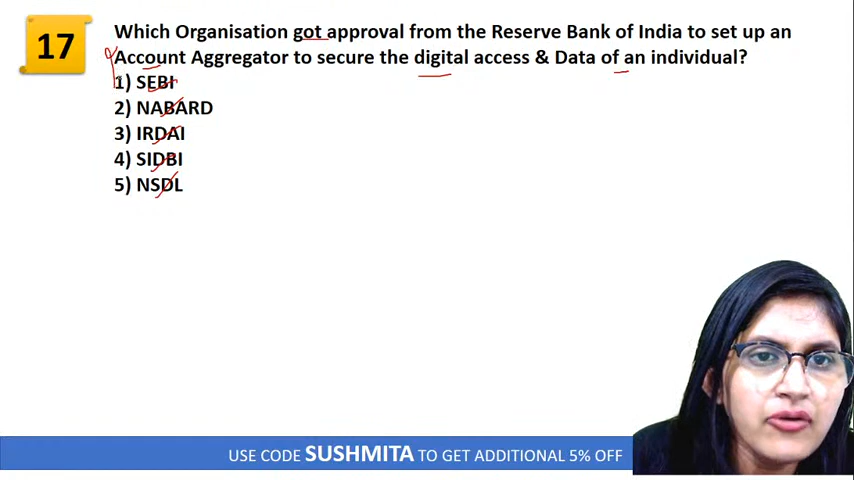 17
Which Organisation got approval from the Reserve Bank of India to set up an
Account Aggregator to secure the digital access & Data of an individual?
1) SEBI
2) NABARD
3) IRDAI
4) SIDBI
5) NSDL
USE CODE SUSHMITA TO GET ADDITIONAL 5% OFF